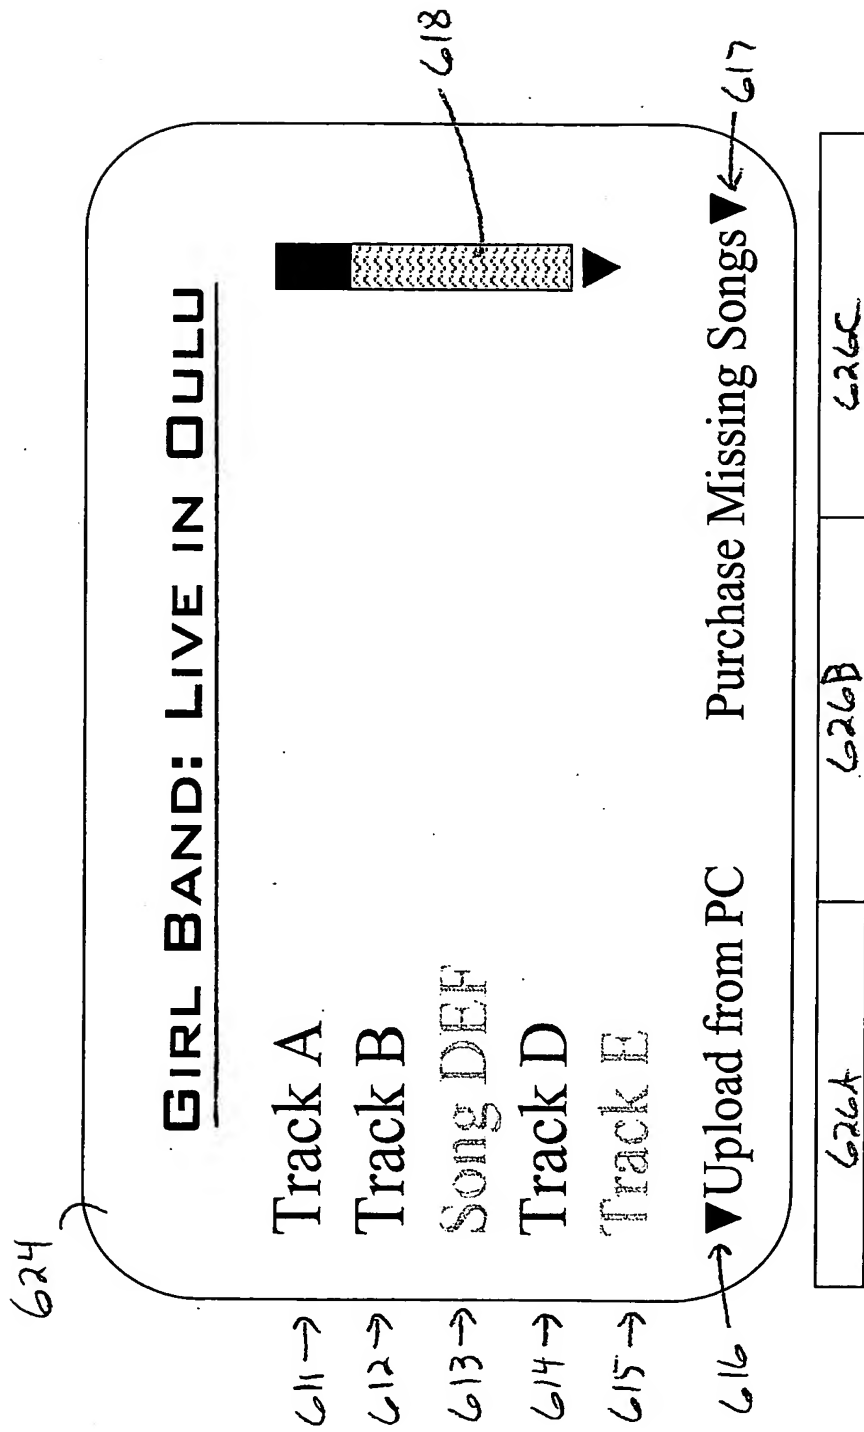 624
GIRL BAND: LIVE IN OULU
611→ Track A
612→ Track B
613→ Song DEF
614→ Track D
615→ Track E
618
616→ ▼Upload from PC Purchase Missing Songs▼ ←617
626A 626B 626C